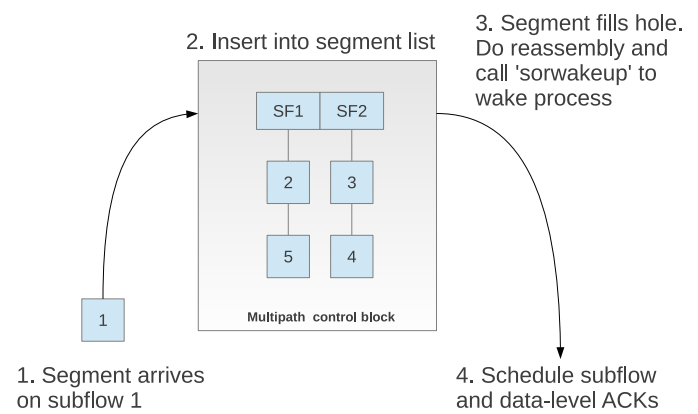 3. Segment fills hole.
Do reassembly and
call 'sorwakeup' to
wake process
2. Insert into segment list
SF1 SF2
2 3
5 4
Multipath control block
1
1. Segment arrives
on subflow 1
4. Schedule subflow
and data-level ACKs